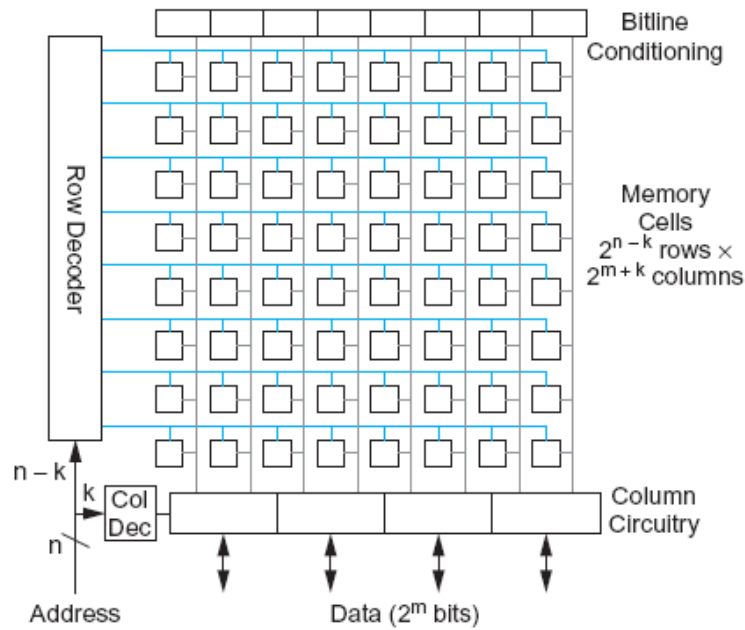 Bitline
Conditioning
Row Decoder
Memory
Cells
2^{n – k} rows ×
2^{m + k} columns
n – k
k
Col
Dec
Column
Circuitry
n
Address
Data (2^m bits)